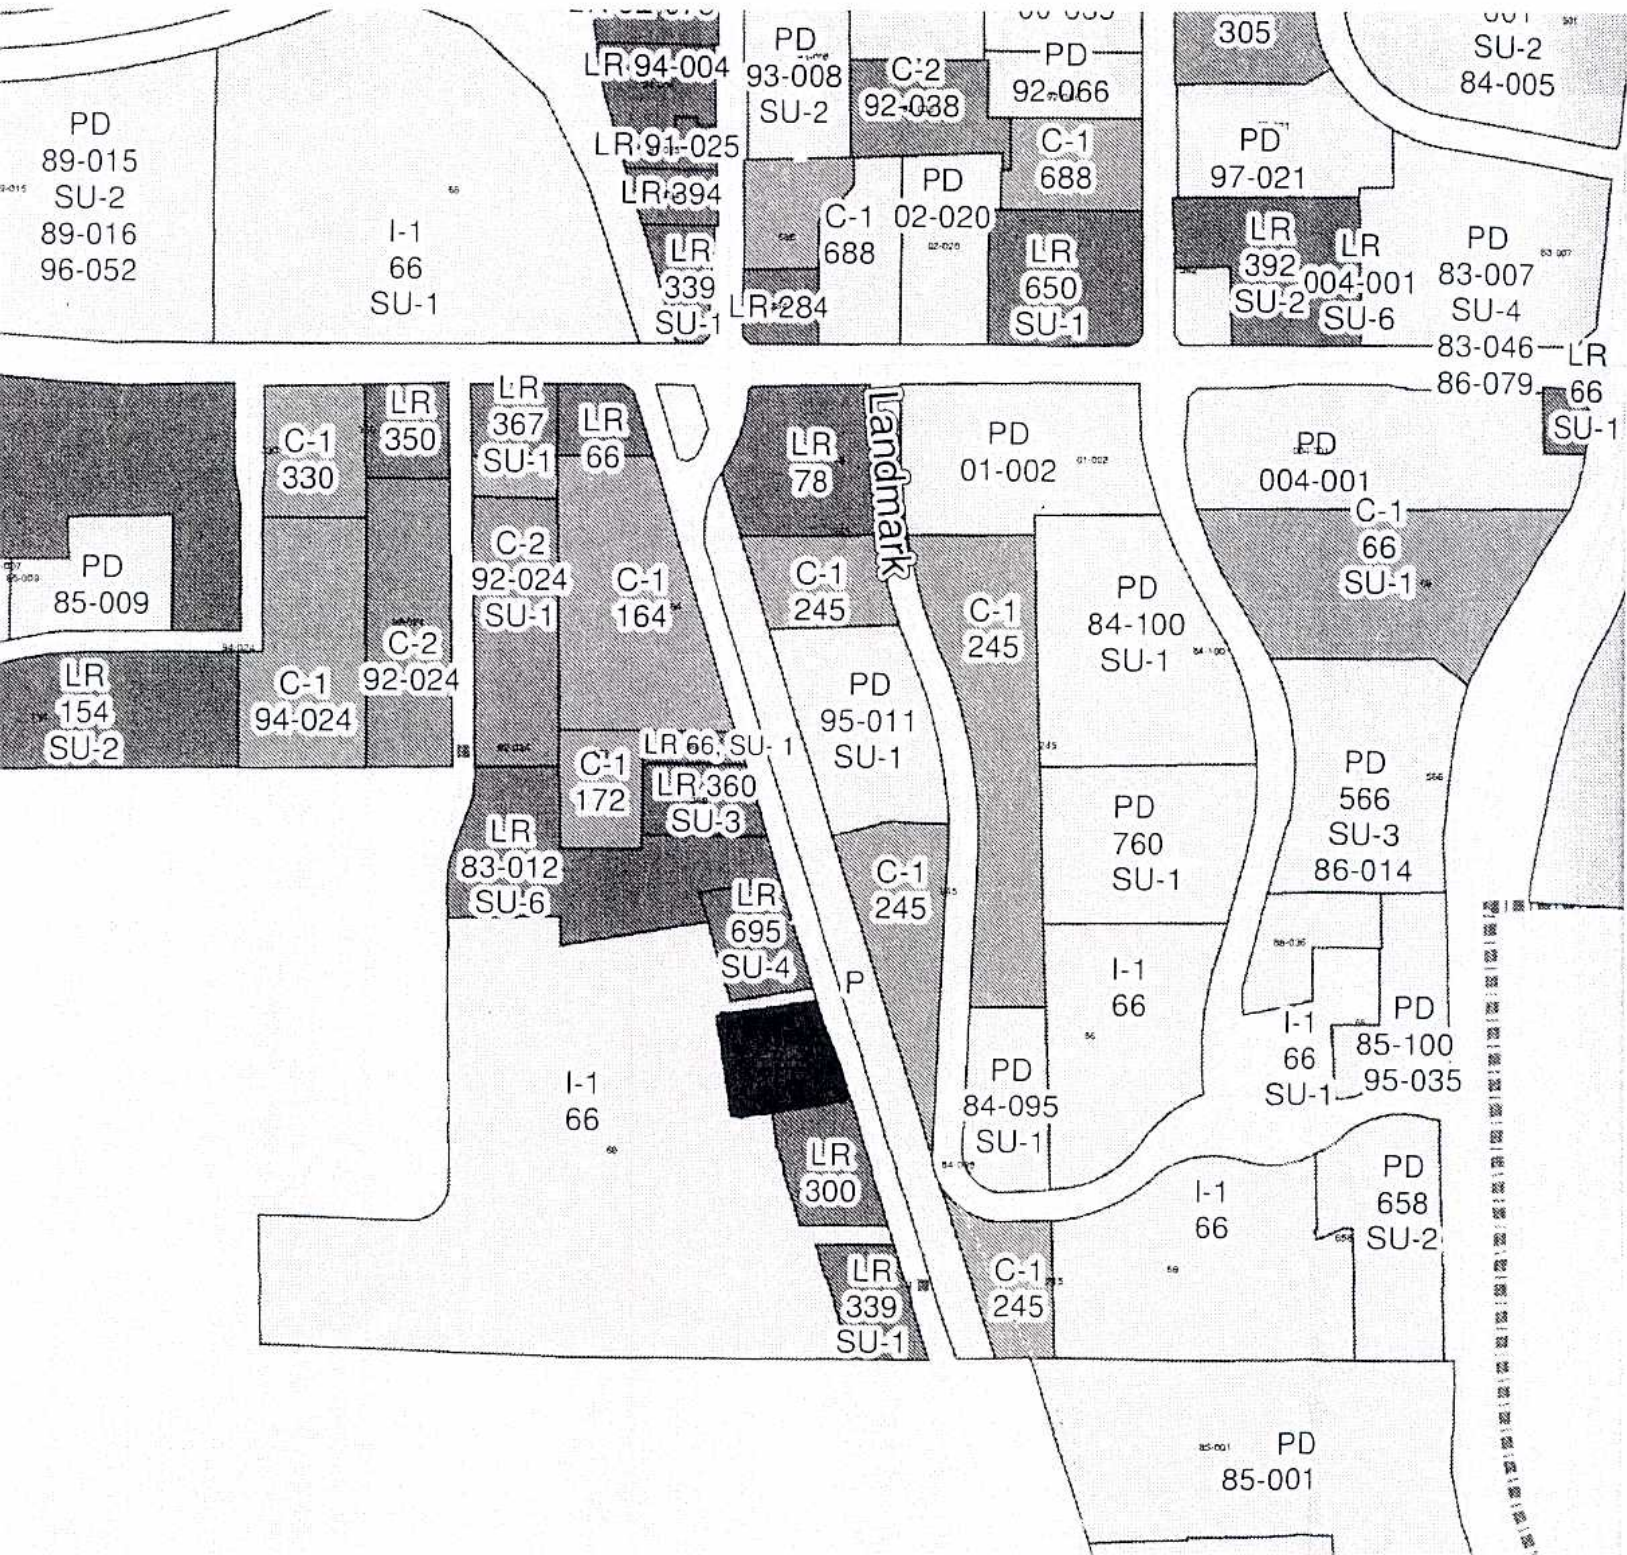 305
SU-2
84-005
LR 94-004
PD
93-008
SU-2
C-2
92-038
PD
92-066
LR 91-025
LR 394
C-1
688
PD
97-021
PD
89-015
SU-2
89-016
96-052
I-1
66
SU-1
LR
339
SU-1
C-1
688
LR 284
PD
02-020
LR
650
SU-1
LR
392
SU-2
LR
004-001
SU-6
PD
83-007
SU-4
83-046
86-079
LR
66
SU-1
C-1
330
LR
350
LR
367
SU-1
LR
66
LR
78
Landmark
PD
01-002
PD
004-001
PD
85-009
C-2
92-024
SU-1
C-1
164
C-1
245
C-1
245
PD
84-100
SU-1
C-1
66
SU-1
LR
154
SU-2
C-1
94-024
C-2
92-024
PD
95-011
SU-1
LR 66, SU-1
C-1
172
LR 360
SU-3
PD
760
SU-1
PD
566
SU-3
86-014
LR
83-012
SU-6
LR
695
SU-4
C-1
245
P
I-1
66
I-1
66
SU-1
PD
85-100
95-035
I-1
66
PD
84-095
SU-1
LR
300
I-1
66
PD
658
SU-2
LR
339
SU-1
C-1
245
PD
85-001